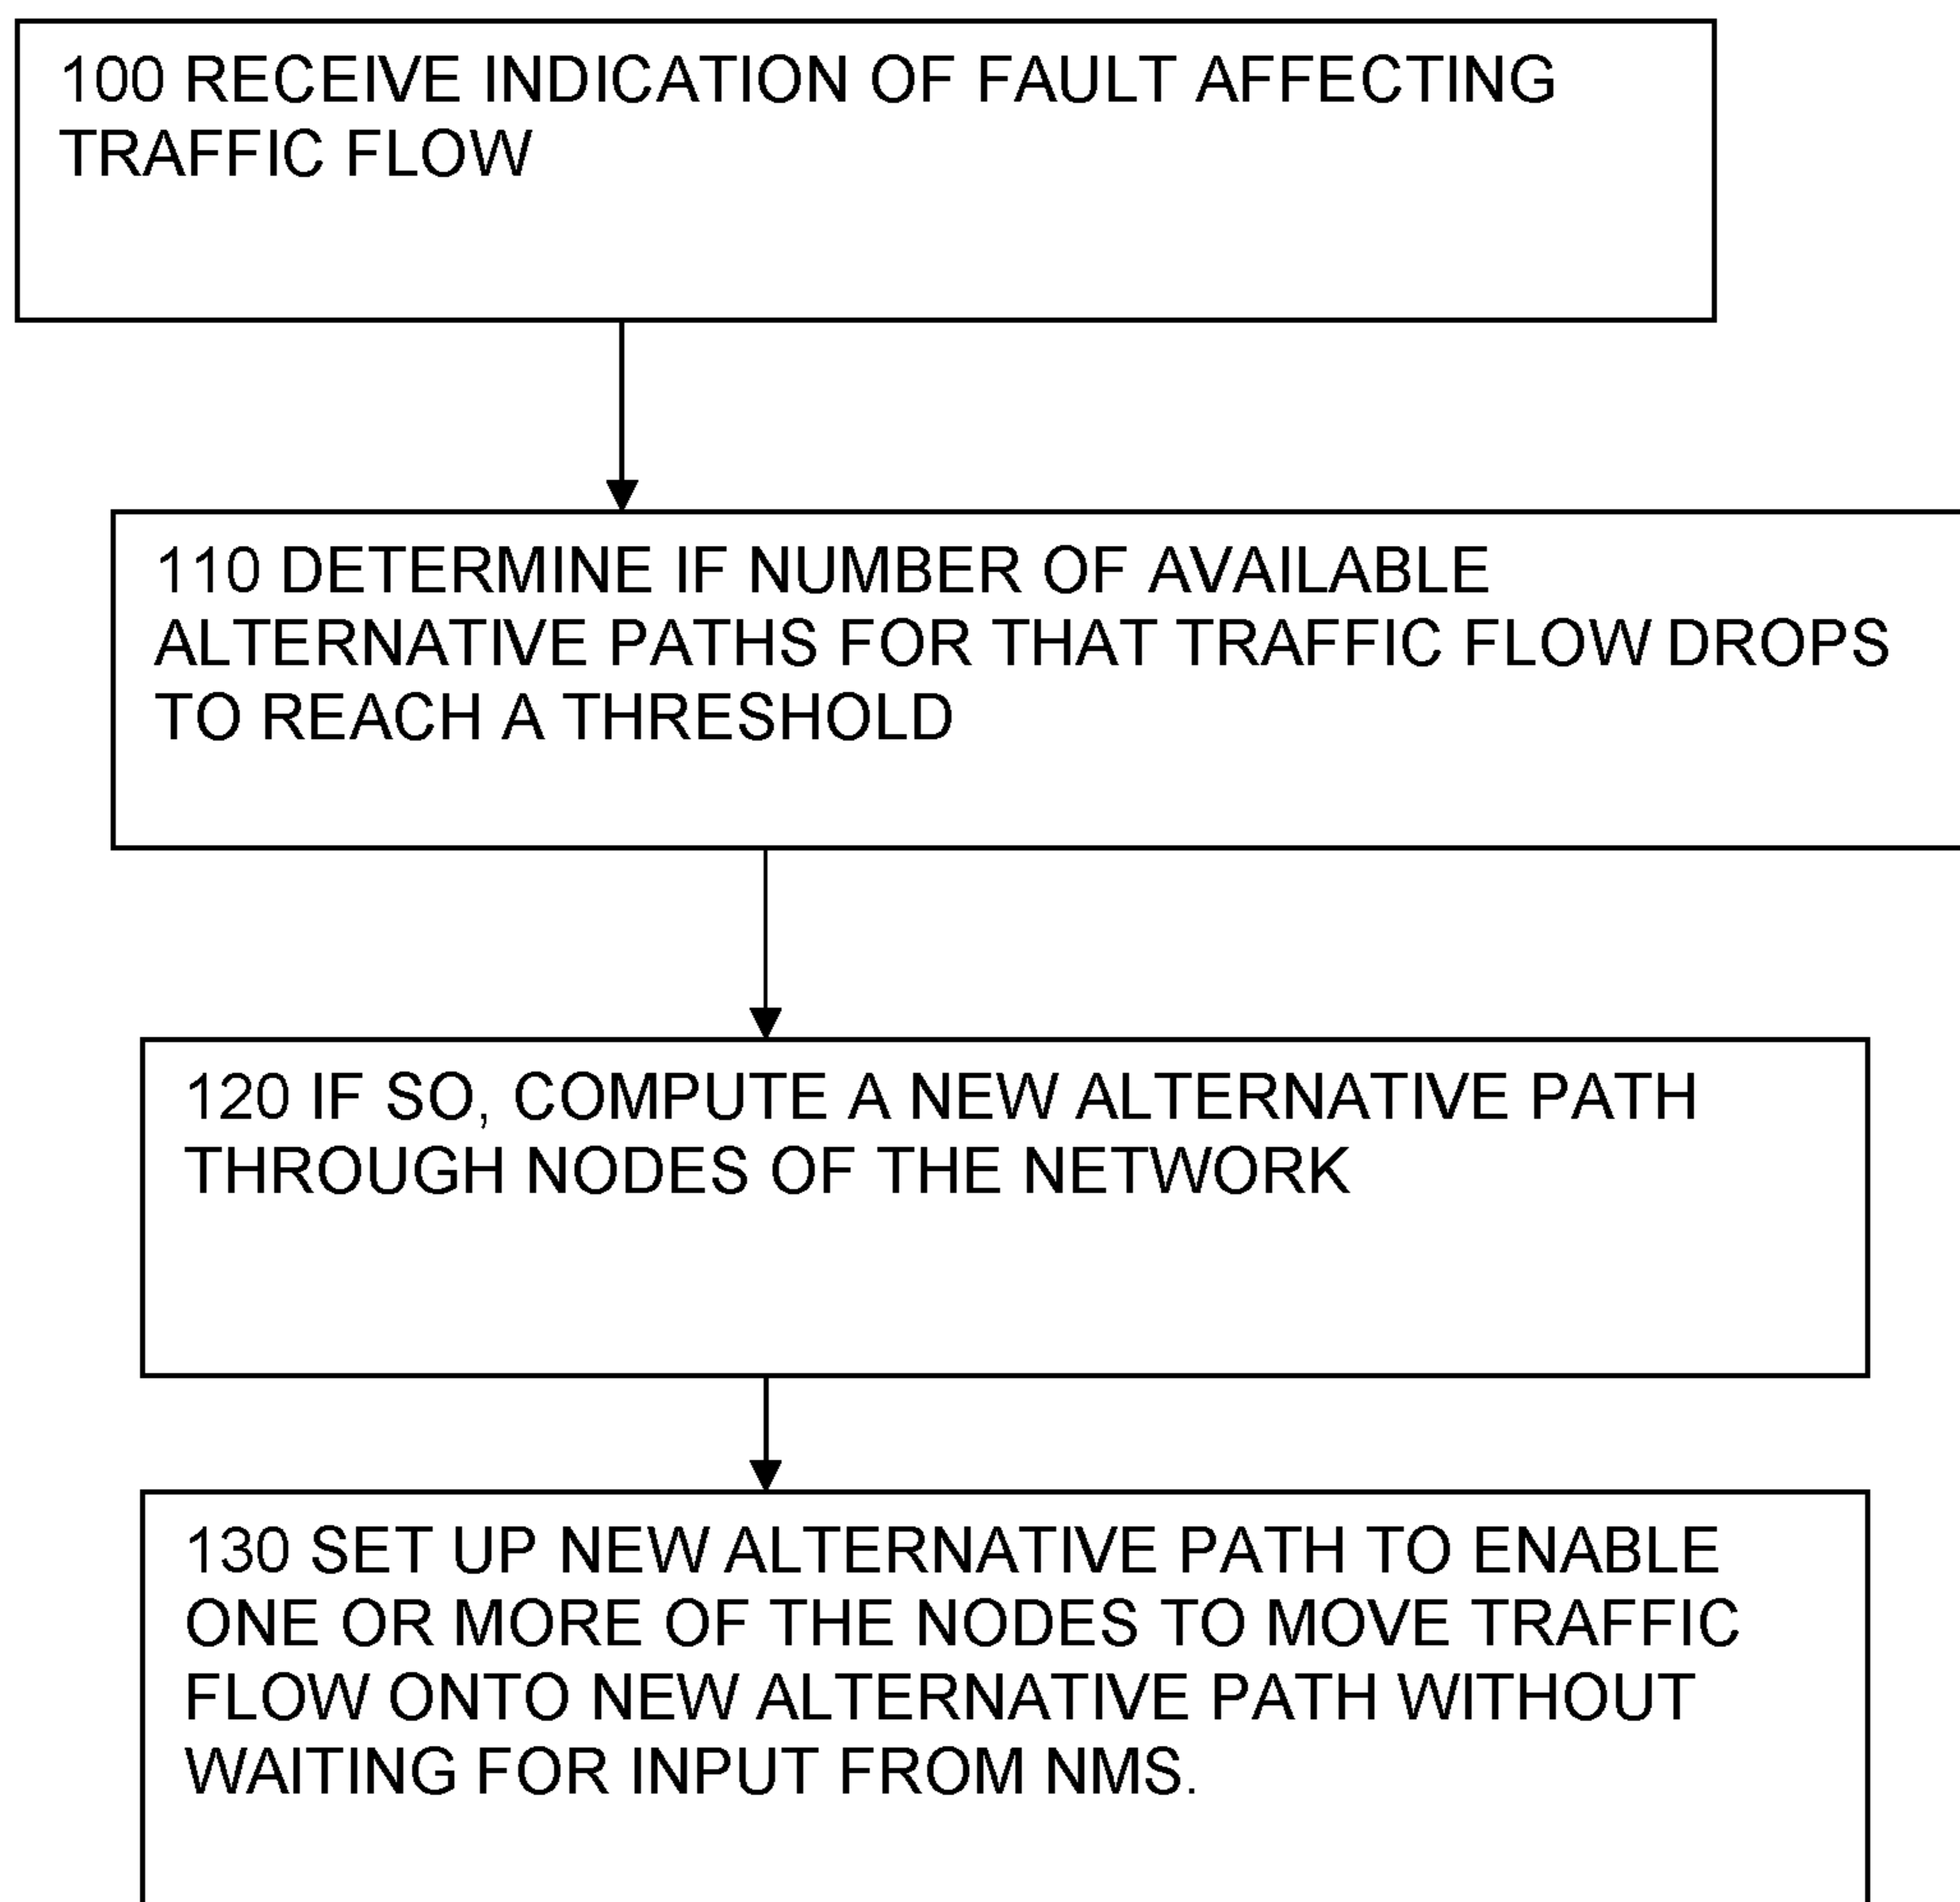 100 RECEIVE INDICATION OF FAULT AFFECTING
TRAFFIC FLOW
110 DETERMINE IF NUMBER OF AVAILABLE
ALTERNATIVE PATHS FOR THAT TRAFFIC FLOW DROPS
TO REACH A THRESHOLD
120 IF SO, COMPUTE A NEW ALTERNATIVE PATH
THROUGH NODES OF THE NETWORK
130 SET UP NEW ALTERNATIVE PATH TO ENABLE
ONE OR MORE OF THE NODES TO MOVE TRAFFIC
FLOW ONTO NEW ALTERNATIVE PATH WITHOUT
WAITING FOR INPUT FROM NMS.